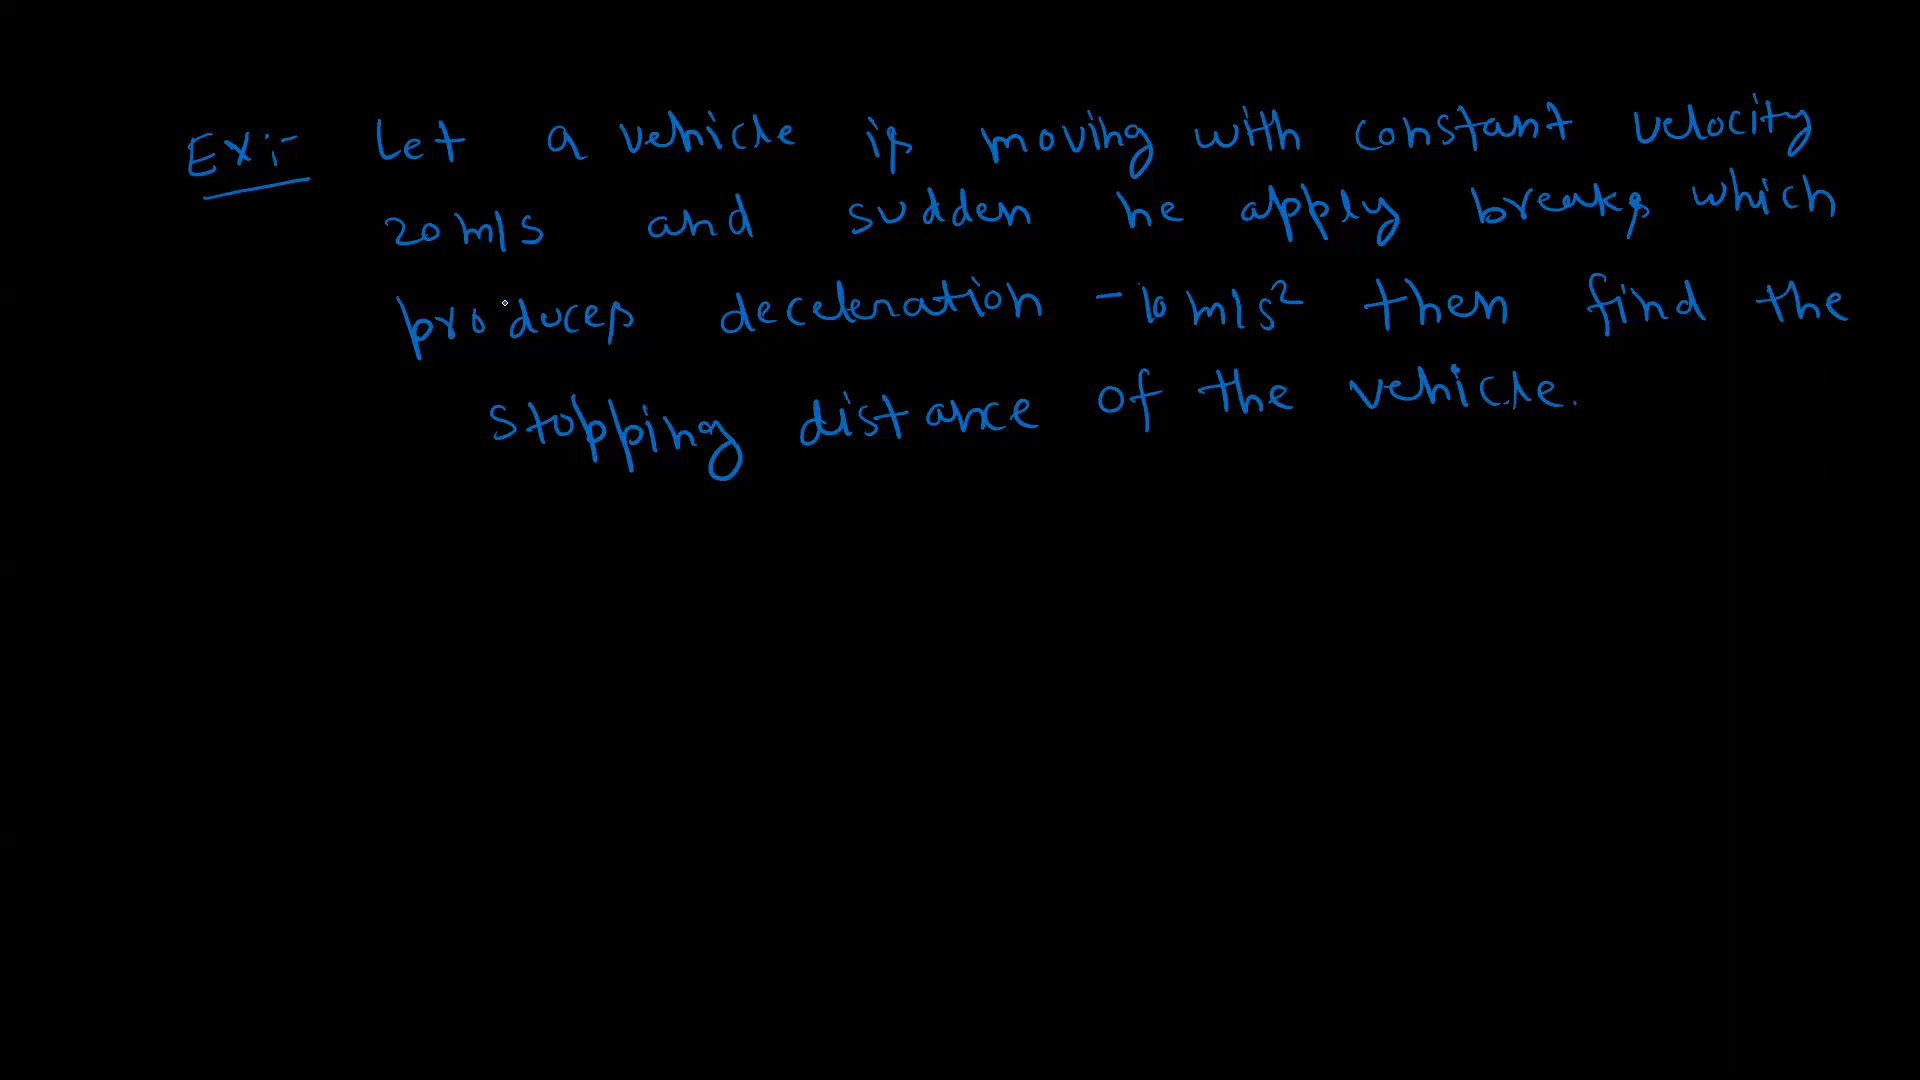 Ex:- Let a vehicle is moving with constant velocity
20 m/s and sudden he apply breaks which
produces deceleration -10 m/s² then find the
stopping distance of the vehicle.